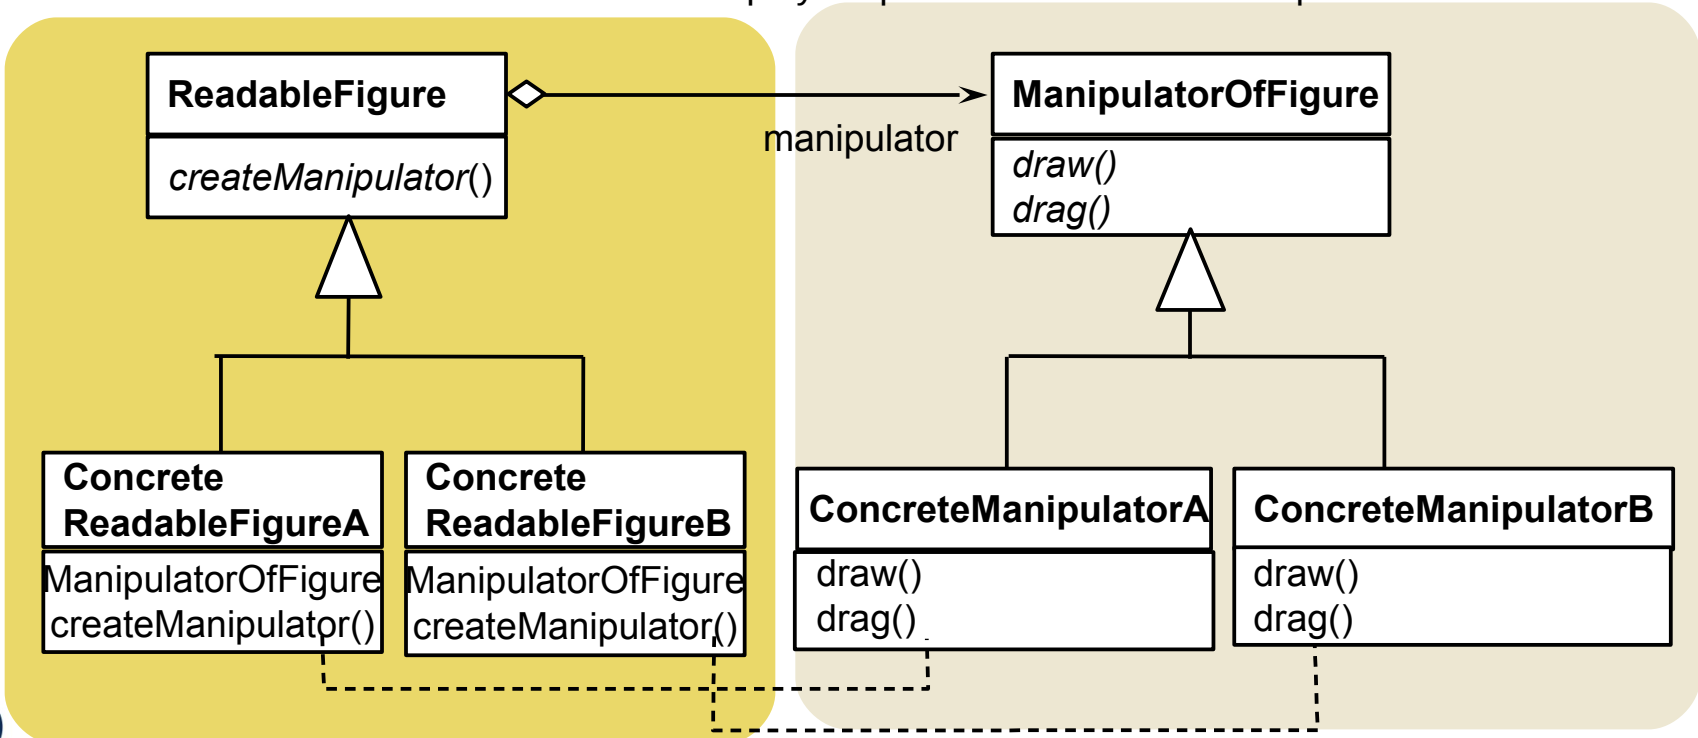 ReadableFigure
createManipulator()
manipulator
ManipulatorOfFigure
draw()
drag()
Concrete
ReadableFigureA
ManipulatorOfFigure
createManipulator()
Concrete
ReadableFigureB
ManipulatorOfFigure
createManipulator()
ConcreteManipulatorA
draw()
drag()
ConcreteManipulatorB
draw()
drag()